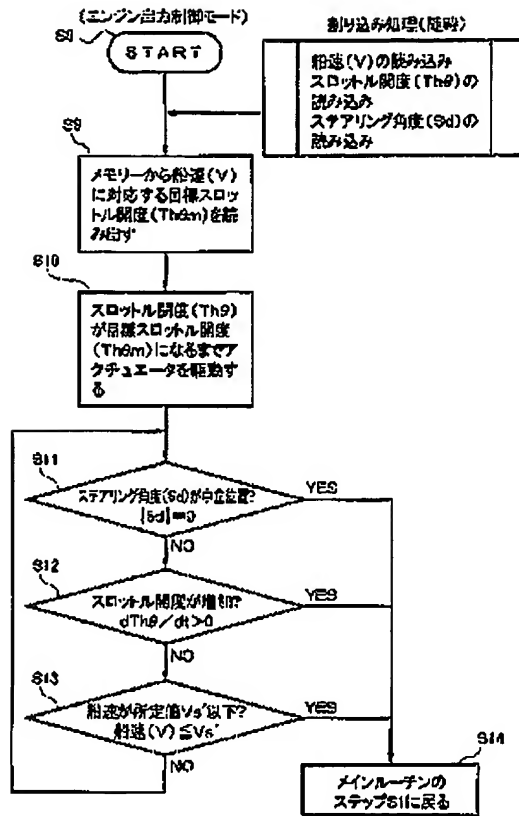 (エンジン出力制御モード)
S8
START
割り込み処理(随時)
船速(V)の読み込み
スロットル開度(Thθ)の
読み込み
ステアリング角度(Sd)の
読み込み
S9
メモリーから船速(V)
に対応する目標スロッ
トル開度(Thθm)を読
み出す
S10
スロットル開度(Thθ)
が目標スロットル開度
(Thθm)になるまでア
クチュエータを駆動す
る
S11
ステアリング角度(Sd)が中立位置?
|Sd|=0
YES
NO
S12
スロットル開度が増加?
dThθ/dt>0
YES
NO
S13
船速が所定値Vs'以下?
船速(V)≦Vs'
YES
NO
S14
メインルーチンの
ステップS1に戻る